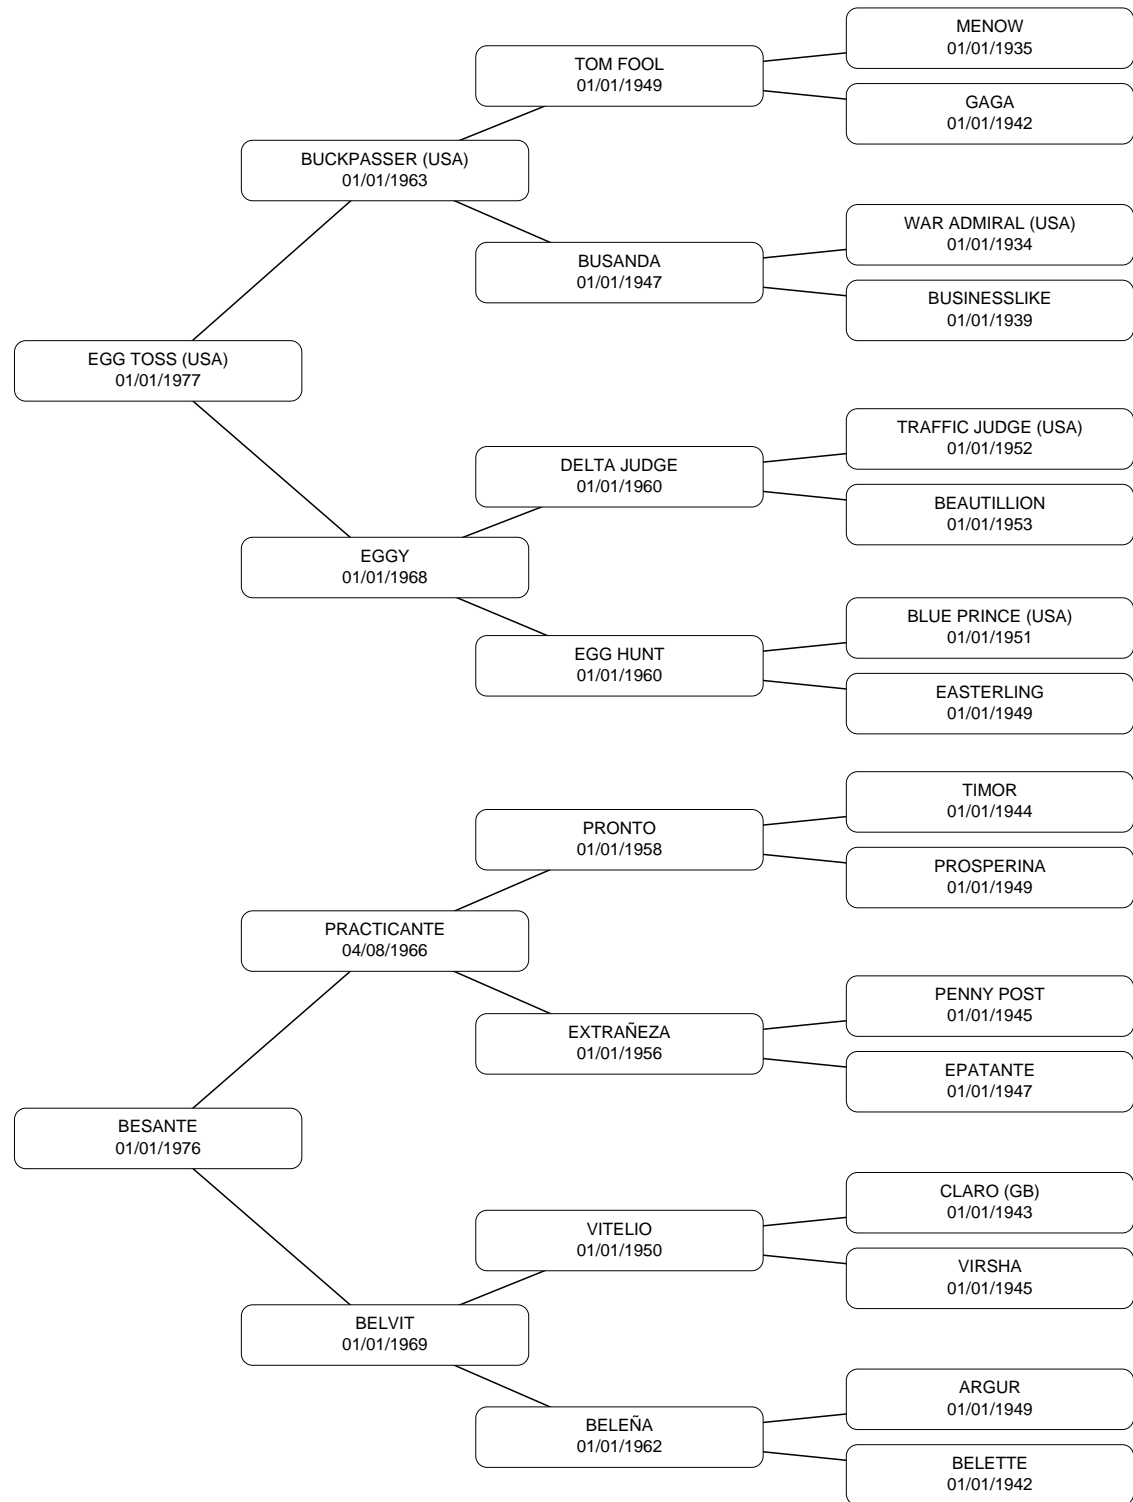 MENOW
01/01/1935
TOM FOOL
01/01/1949
GAGA
01/01/1942
BUCKPASSER (USA)
01/01/1963
WAR ADMIRAL (USA)
01/01/1934
BUSANDA
01/01/1947
BUSINESSLIKE
01/01/1939
EGG TOSS (USA)
01/01/1977
TRAFFIC JUDGE (USA)
01/01/1952
DELTA JUDGE
01/01/1960
BEAUTILLION
01/01/1953
EGGY
01/01/1968
BLUE PRINCE (USA)
01/01/1951
EGG HUNT
01/01/1960
EASTERLING
01/01/1949
TIMOR
01/01/1944
PRONTO
01/01/1958
PROSPERINA
01/01/1949
PRACTICANTE
04/08/1966
PENNY POST
01/01/1945
EXTRAÑEZA
01/01/1956
EPATANTE
01/01/1947
BESANTE
01/01/1976
CLARO (GB)
01/01/1943
VITELIO
01/01/1950
VIRSHA
01/01/1945
BELVIT
01/01/1969
ARGUR
01/01/1949
BELEÑA
01/01/1962
BELETTE
01/01/1942